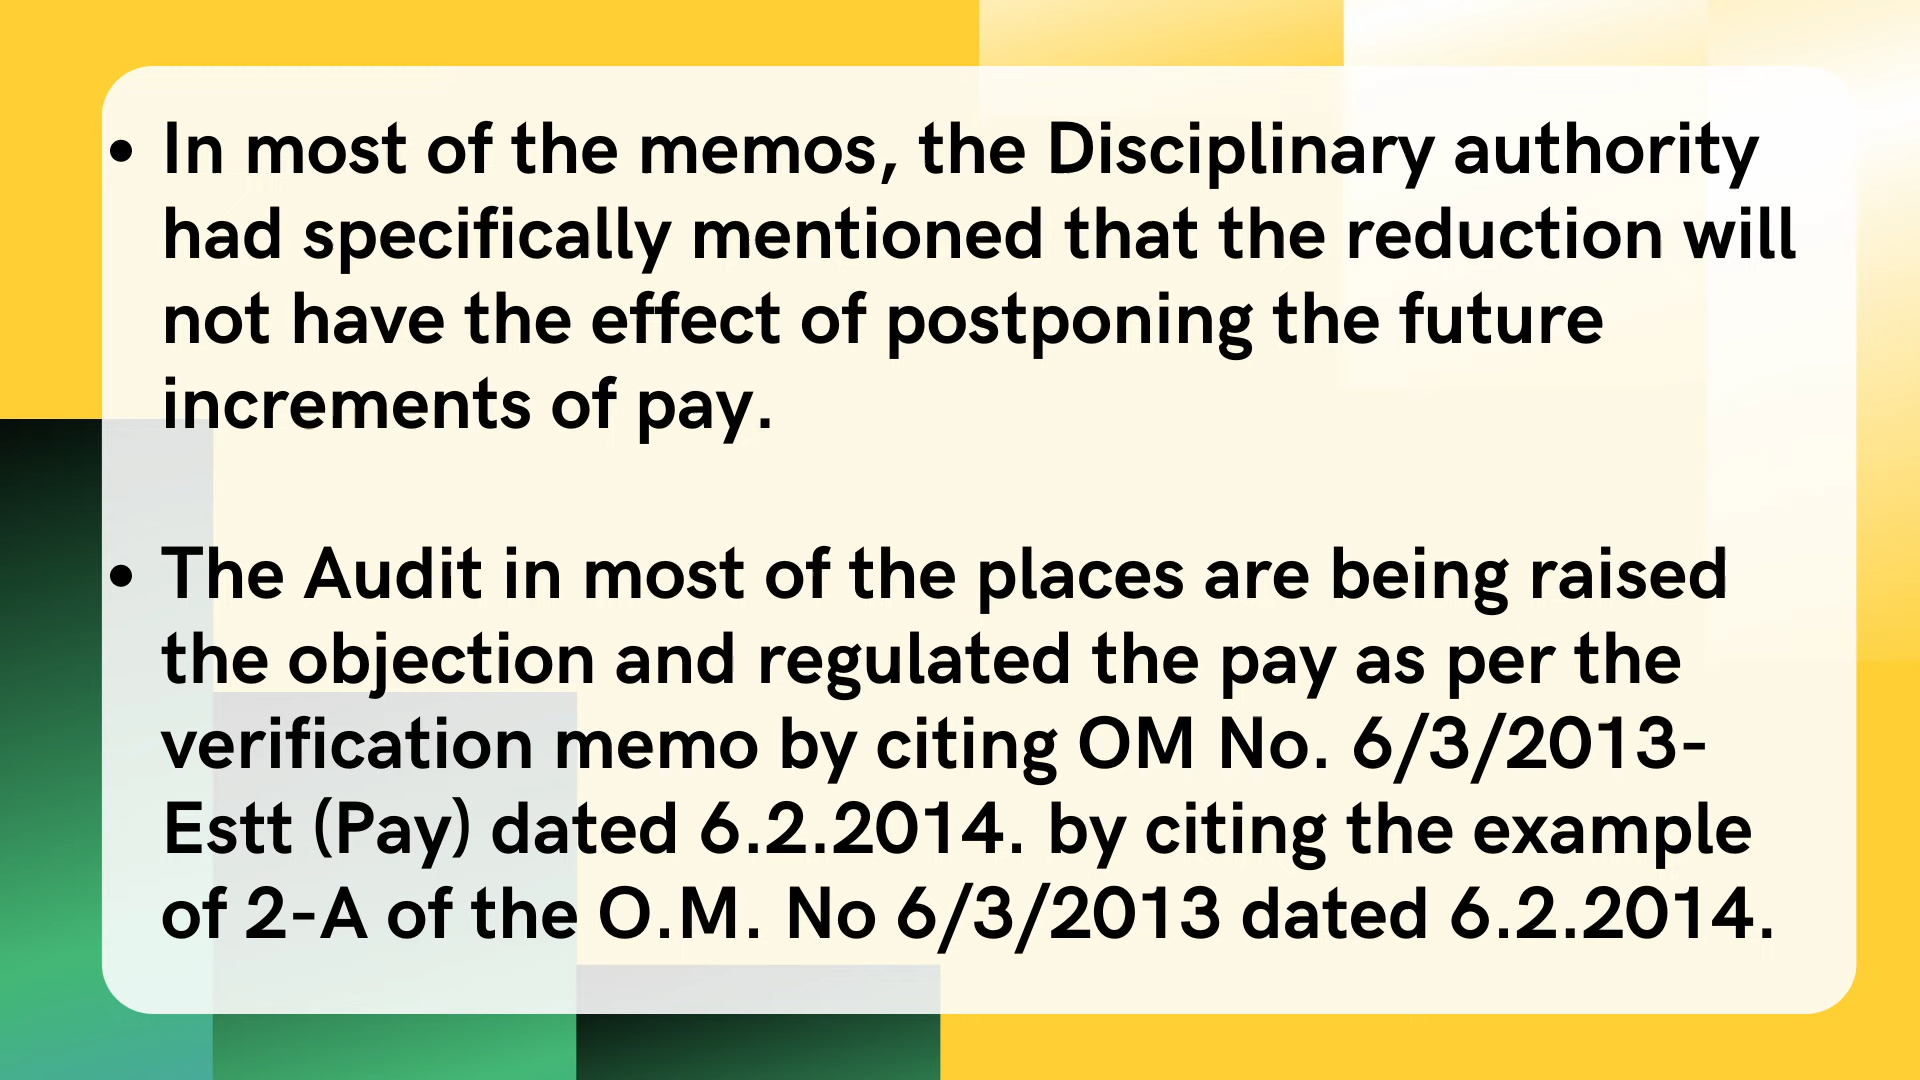 • In most of the memos, the Disciplinary authority
had specifically mentioned that the reduction will
not have the effect of postponing the future
increments of pay.
• The Audit in most of the places are being raised
the objection and regulated the pay as per the
verification memo by citing OM No. 6/3/2013-
Estt (Pay) dated 6.2.2014. by citing the example
of 2-A of the O.M. No 6/3/2013 dated 6.2.2014.